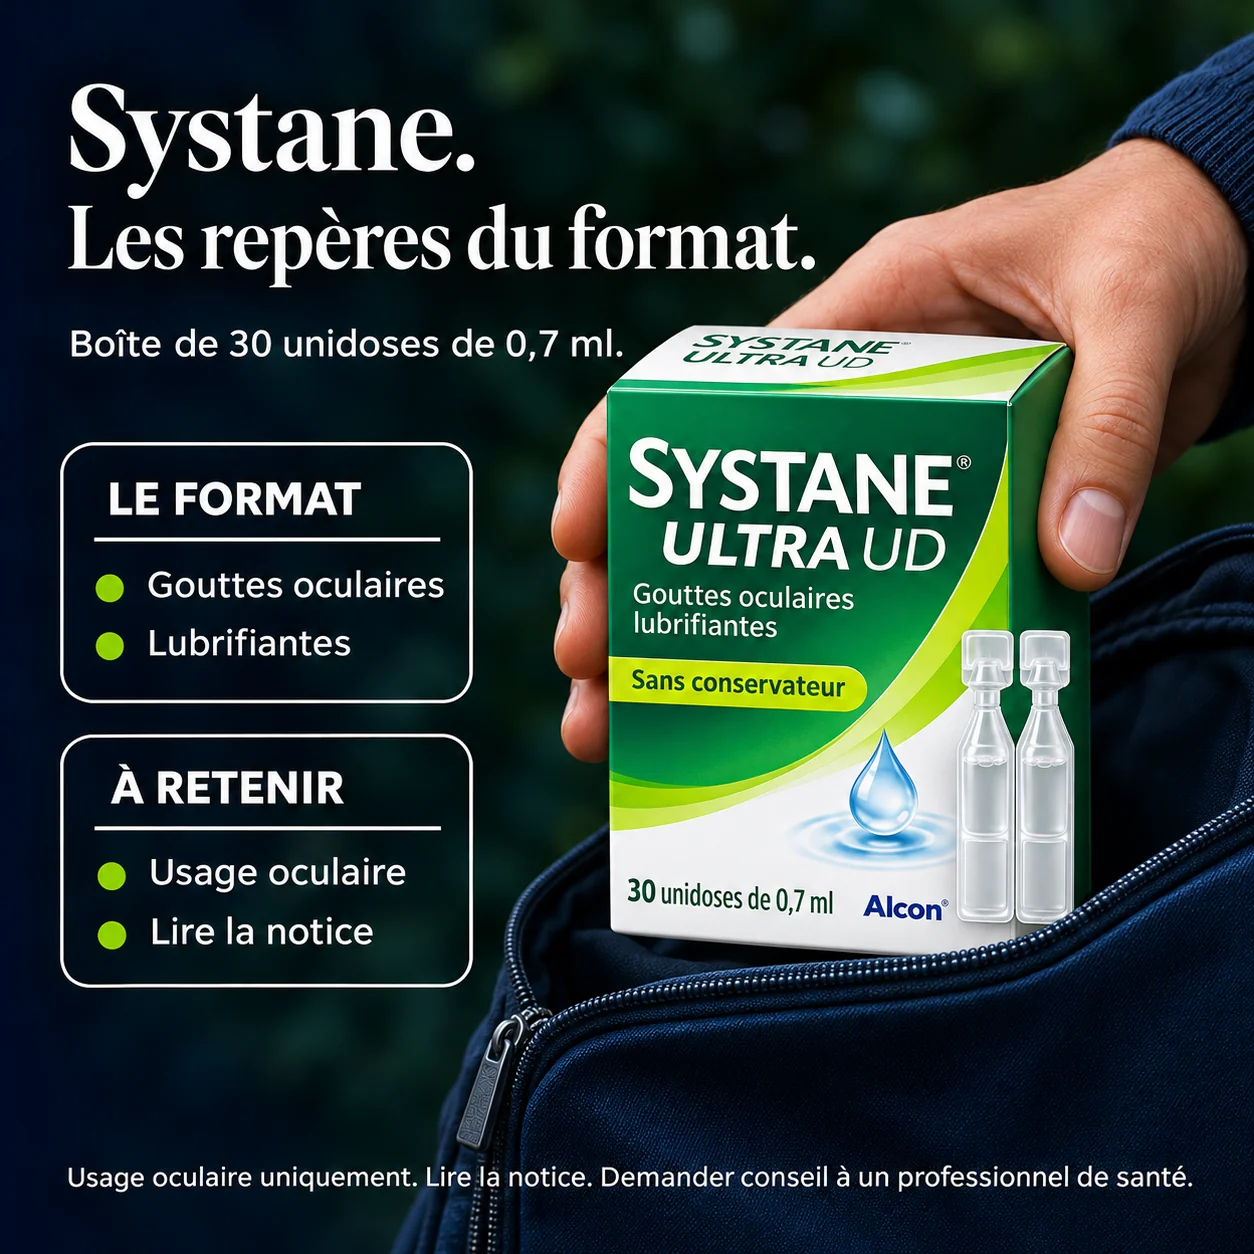 Systane.
Les repères du format.
Boîte de 30 unidoses de 0,7 ml.
LE FORMAT
Gouttes oculaires
Lubrifiantes
À RETENIR
Usage oculaire
Lire la notice
SYSTANE®
ULTRA UD
SYSTANE®
ULTRA UD
Gouttes oculaires
lubrifiantes
Sans conservateur
30 unidoses de 0,7 ml
Alcon®
Usage oculaire uniquement. Lire la notice. Demander conseil à un professionnel de santé.